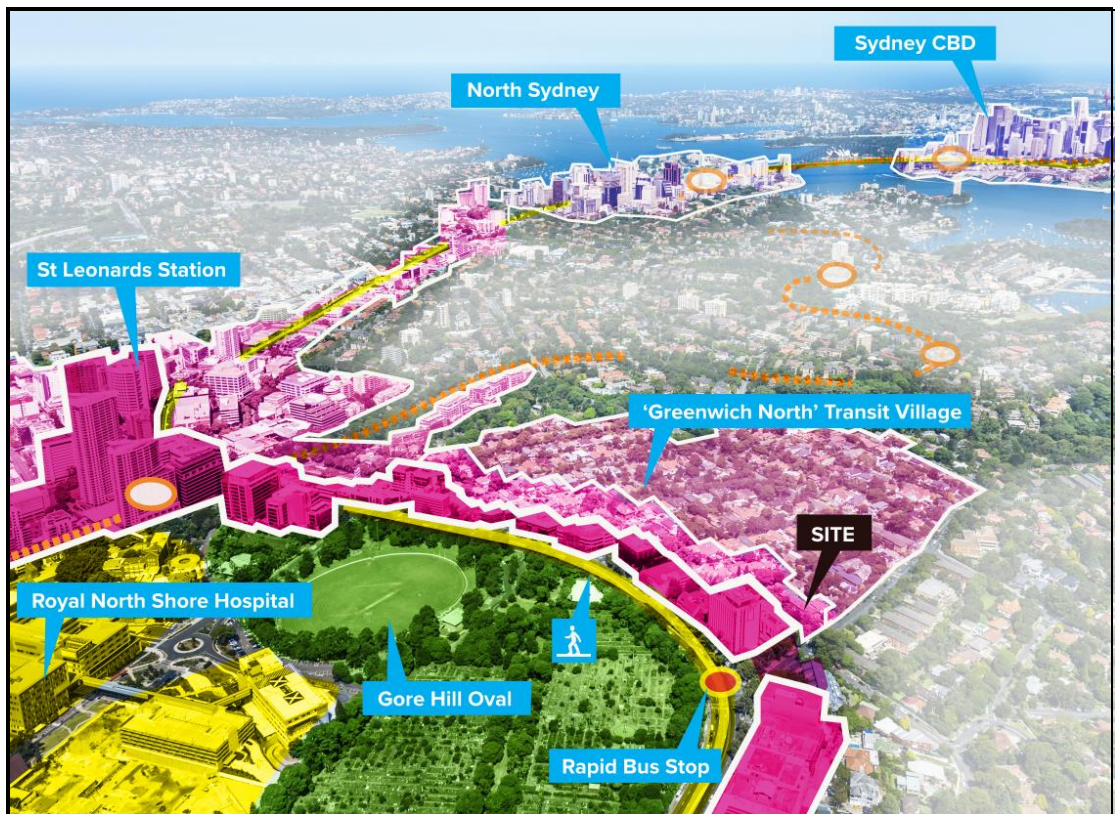 Sydney CBD
North Sydney
St Leonards Station
‘Greenwich North’ Transit Village
SITE
Royal North Shore Hospital
Gore Hill Oval
Rapid Bus Stop